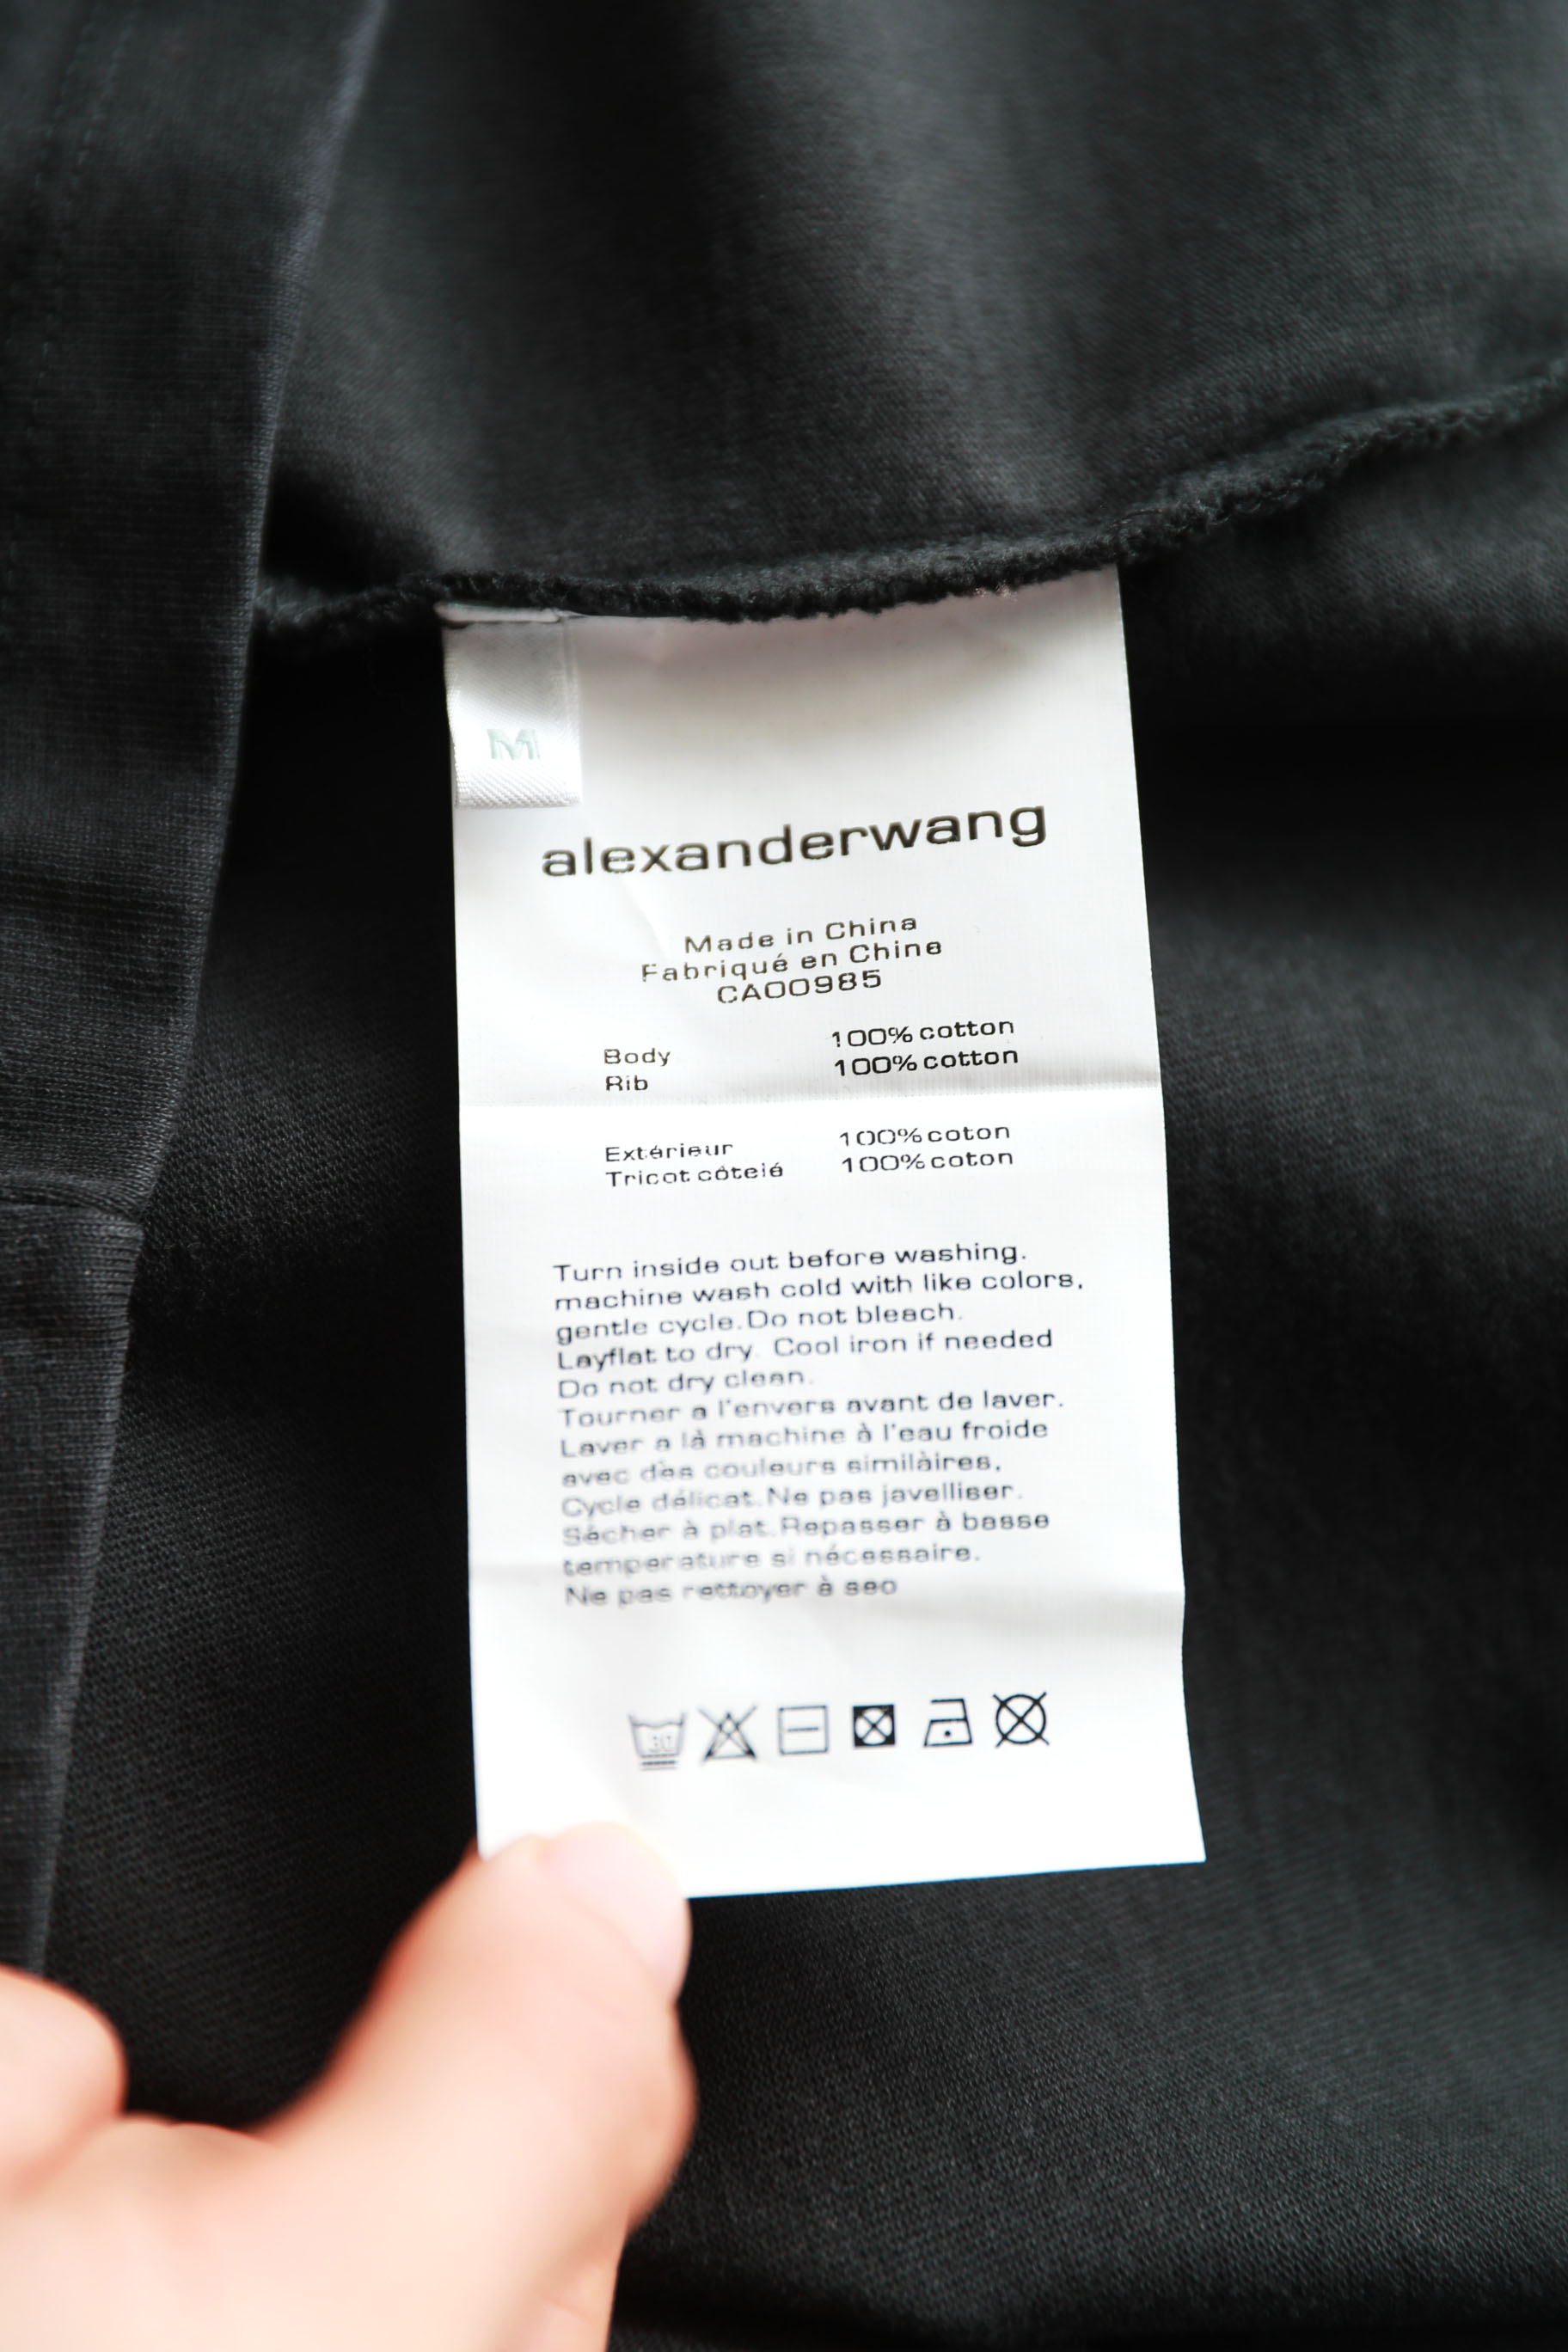 M
alexanderwang
Made in China
Fabriqué en Chine
CA00985
Body 100% cotton
Rib 100% cotton
Extérieur 100% coton
Tricot côteié 100% coton
Turn inside out before washing.
machine wash cold with like colors,
gentle cycle. Do not bleach.
Layflat to dry. Cool iron if needed
Do not dry clean.
Tourner a l'envers avant de laver.
Laver a là machine à l'eau froide
avec dès couleurs similàires,
Cycle délicat. Ne pas javelliser.
Sècher à plat. Repasser à basse
temperature si nécessaire.
Ne pas rettoyer à seo
30